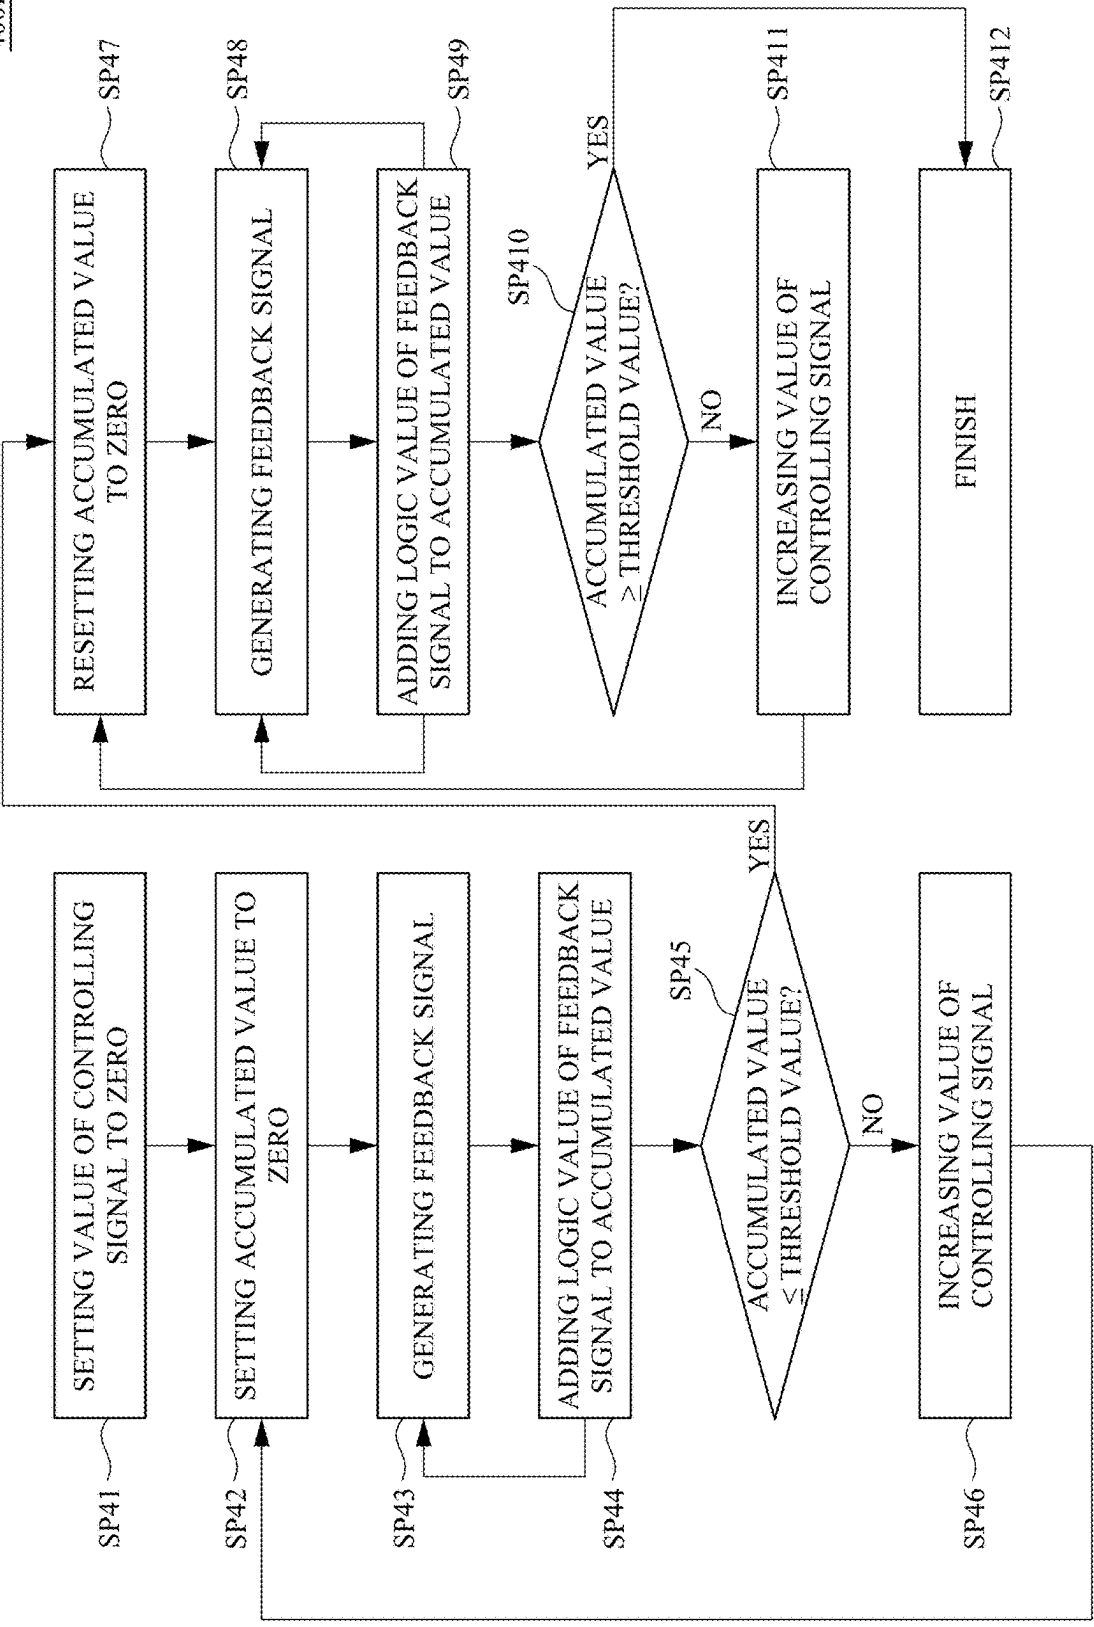 SP41
SETTING VALUE OF CONTROLLING
SIGNAL TO ZERO
SP42
SETTING ACCUMULATED VALUE TO
ZERO
SP43
GENERATING FEEDBACK SIGNAL
SP44
ADDING LOGIC VALUE OF FEEDBACK
SIGNAL TO ACCUMULATED VALUE
SP45
ACCUMULATED VALUE
≤ THRESHOLD VALUE?
YES
NO
SP46
INCREASING VALUE OF
CONTROLLING SIGNAL
SP47
RESETTING ACCUMULATED VALUE
TO ZERO
SP48
GENERATING FEEDBACK SIGNAL
SP49
ADDING LOGIC VALUE OF FEEDBACK
SIGNAL TO ACCUMULATED VALUE
SP410
ACCUMULATED VALUE
≥ THRESHOLD VALUE?
YES
NO
SP411
INCREASING VALUE OF
CONTROLLING SIGNAL
SP412
FINISH